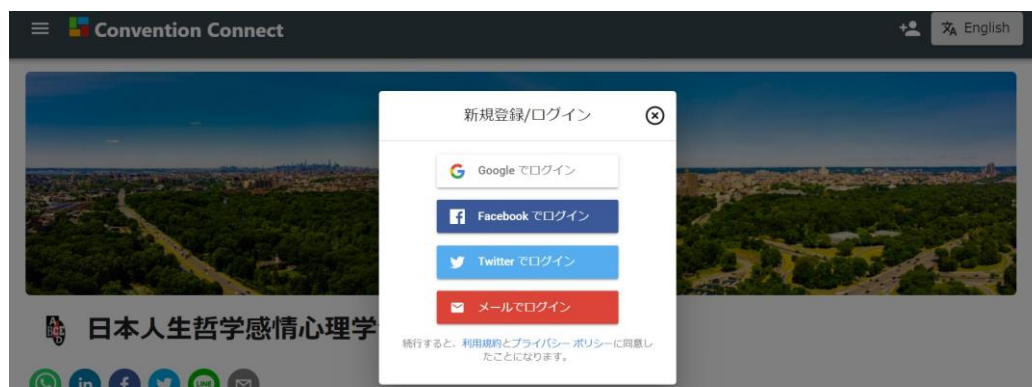 Convention Connect
English
新規登録/ログイン
Google でログイン
Facebook でログイン
Twitter でログイン
メールでログイン
続行すると、利用規約とプライバシー ポリシーに同意し
たことになります。
日本人生哲学感情心理学
LINE